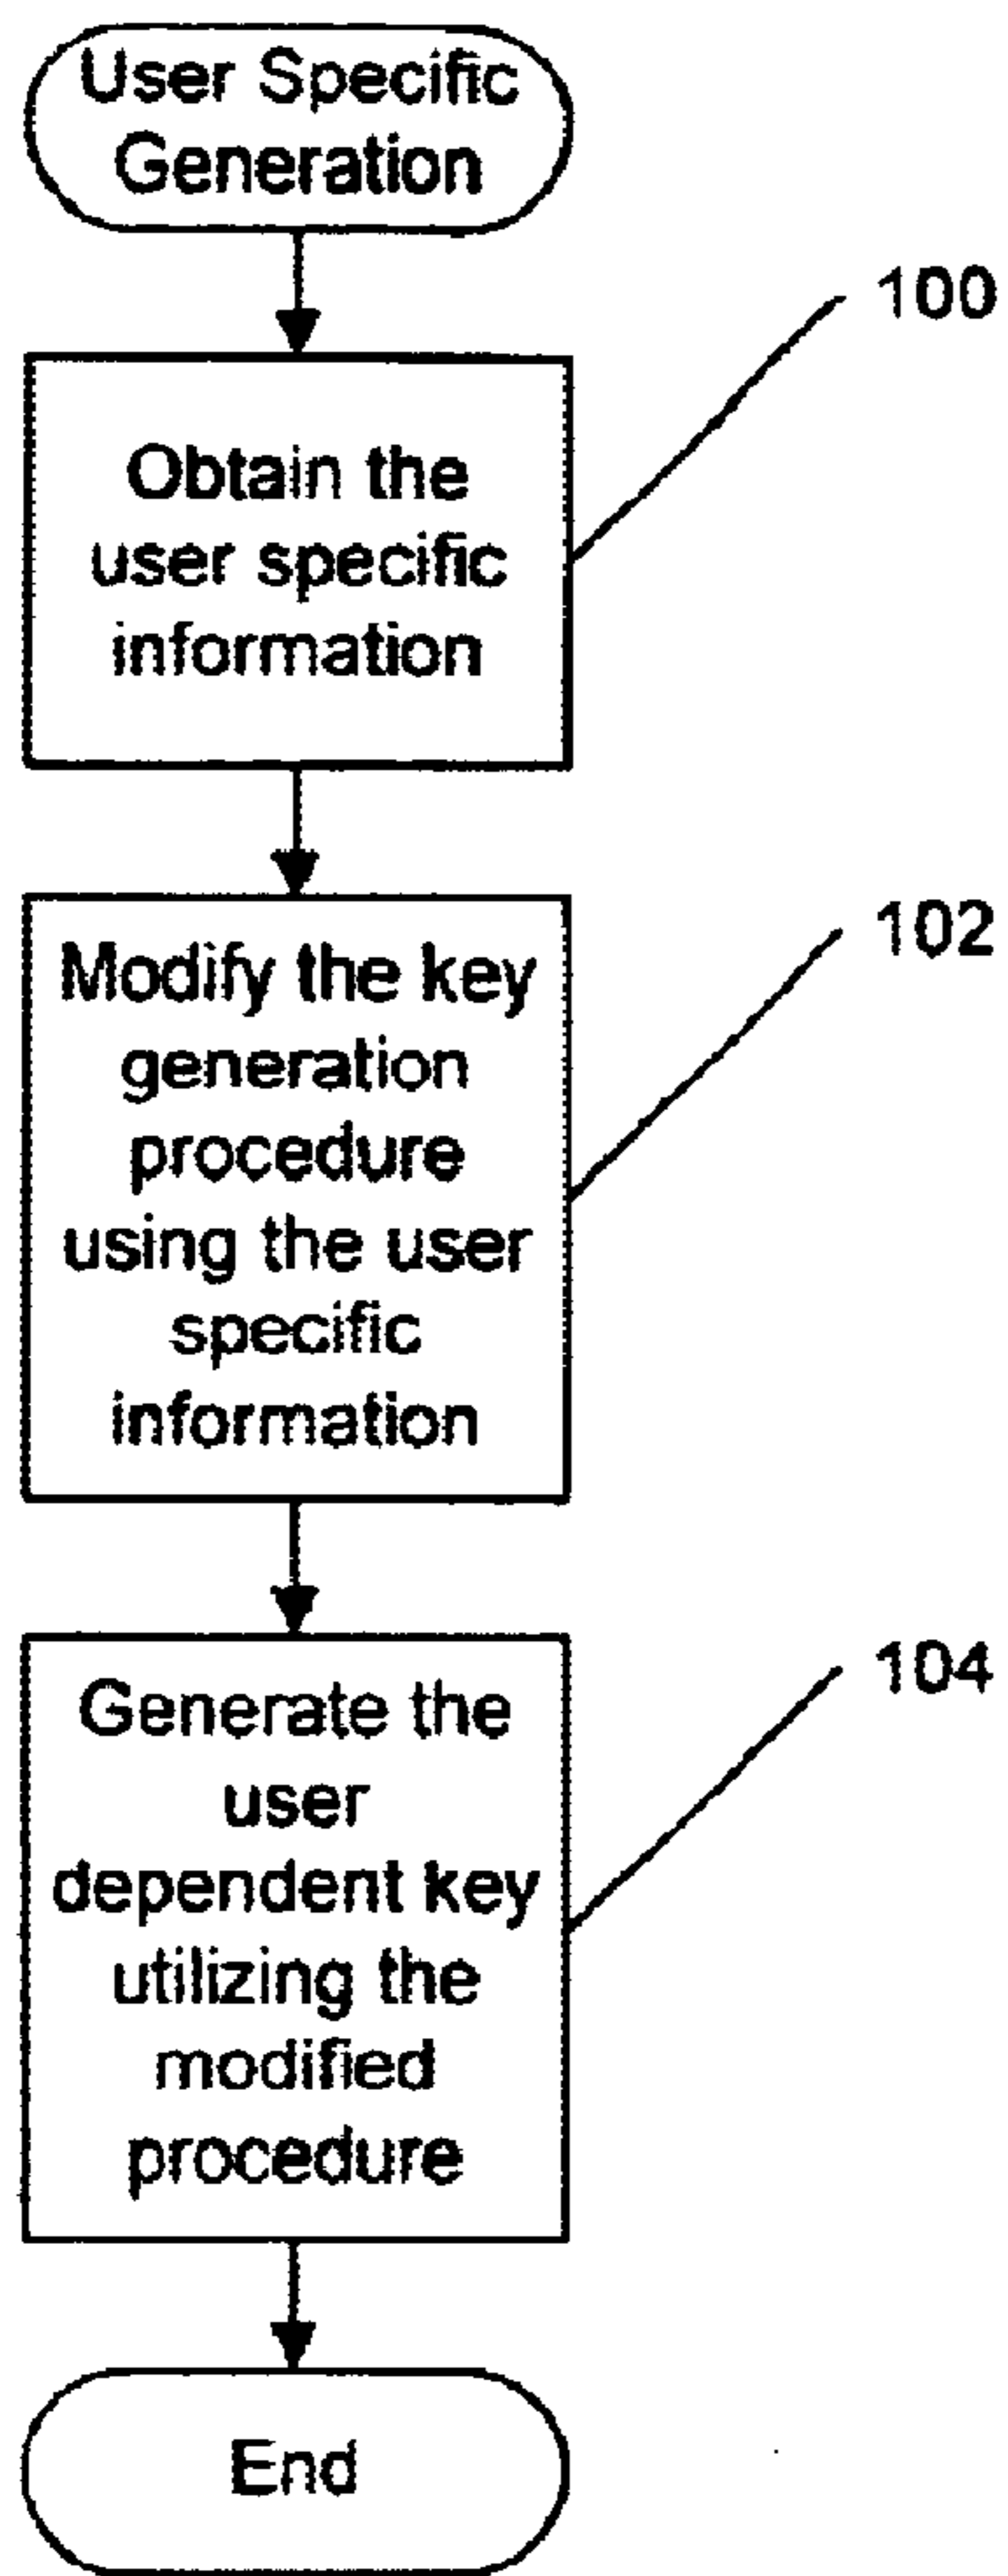 User Specific
Generation
100
Obtain the
user specific
information
102
Modify the key
generation
procedure
using the user
specific
information
104
Generate the
user
dependent key
utilizing the
modified
procedure
End